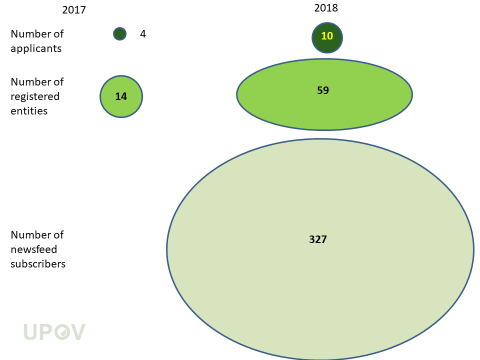 2017
2018
Number of
applicants
4
10
Number of
registered
entities
14
59
Number of
newsfeed
subscribers
327
UPOV